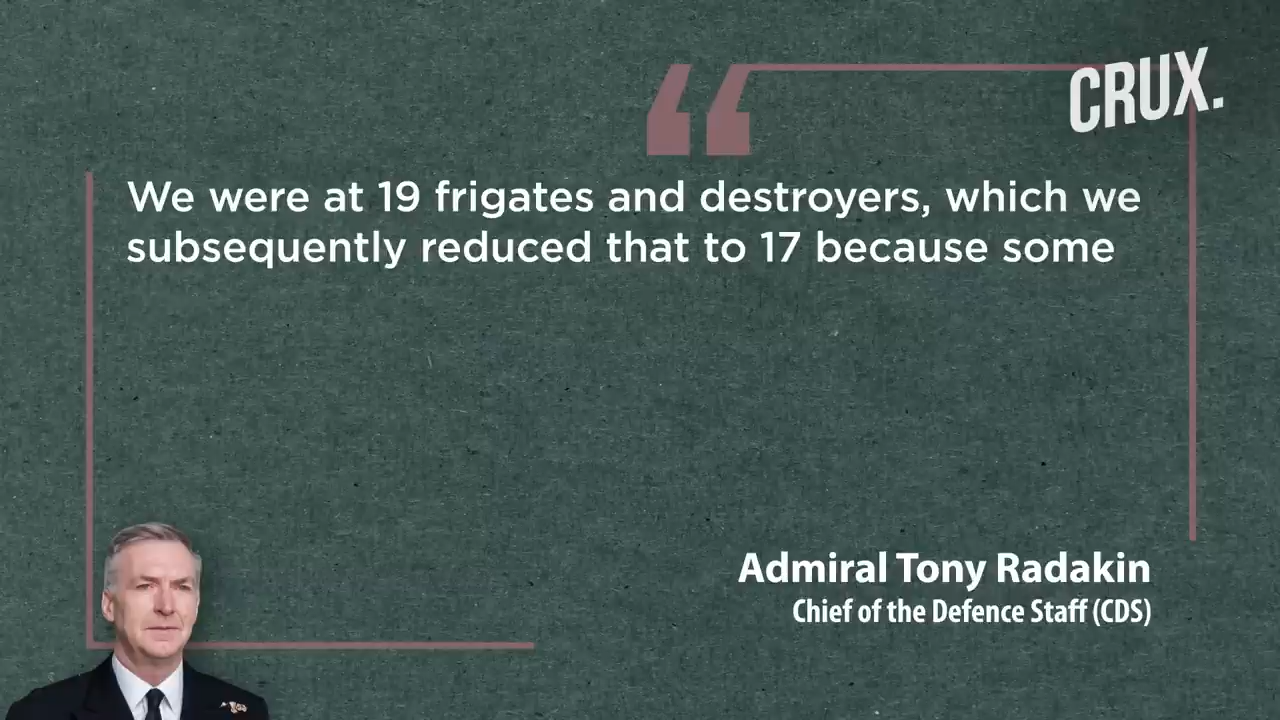 CRUX.
“
We were at 19 frigates and destroyers, which we
subsequently reduced that to 17 because some
Admiral Tony Radakin
Chief of the Defence Staff (CDS)